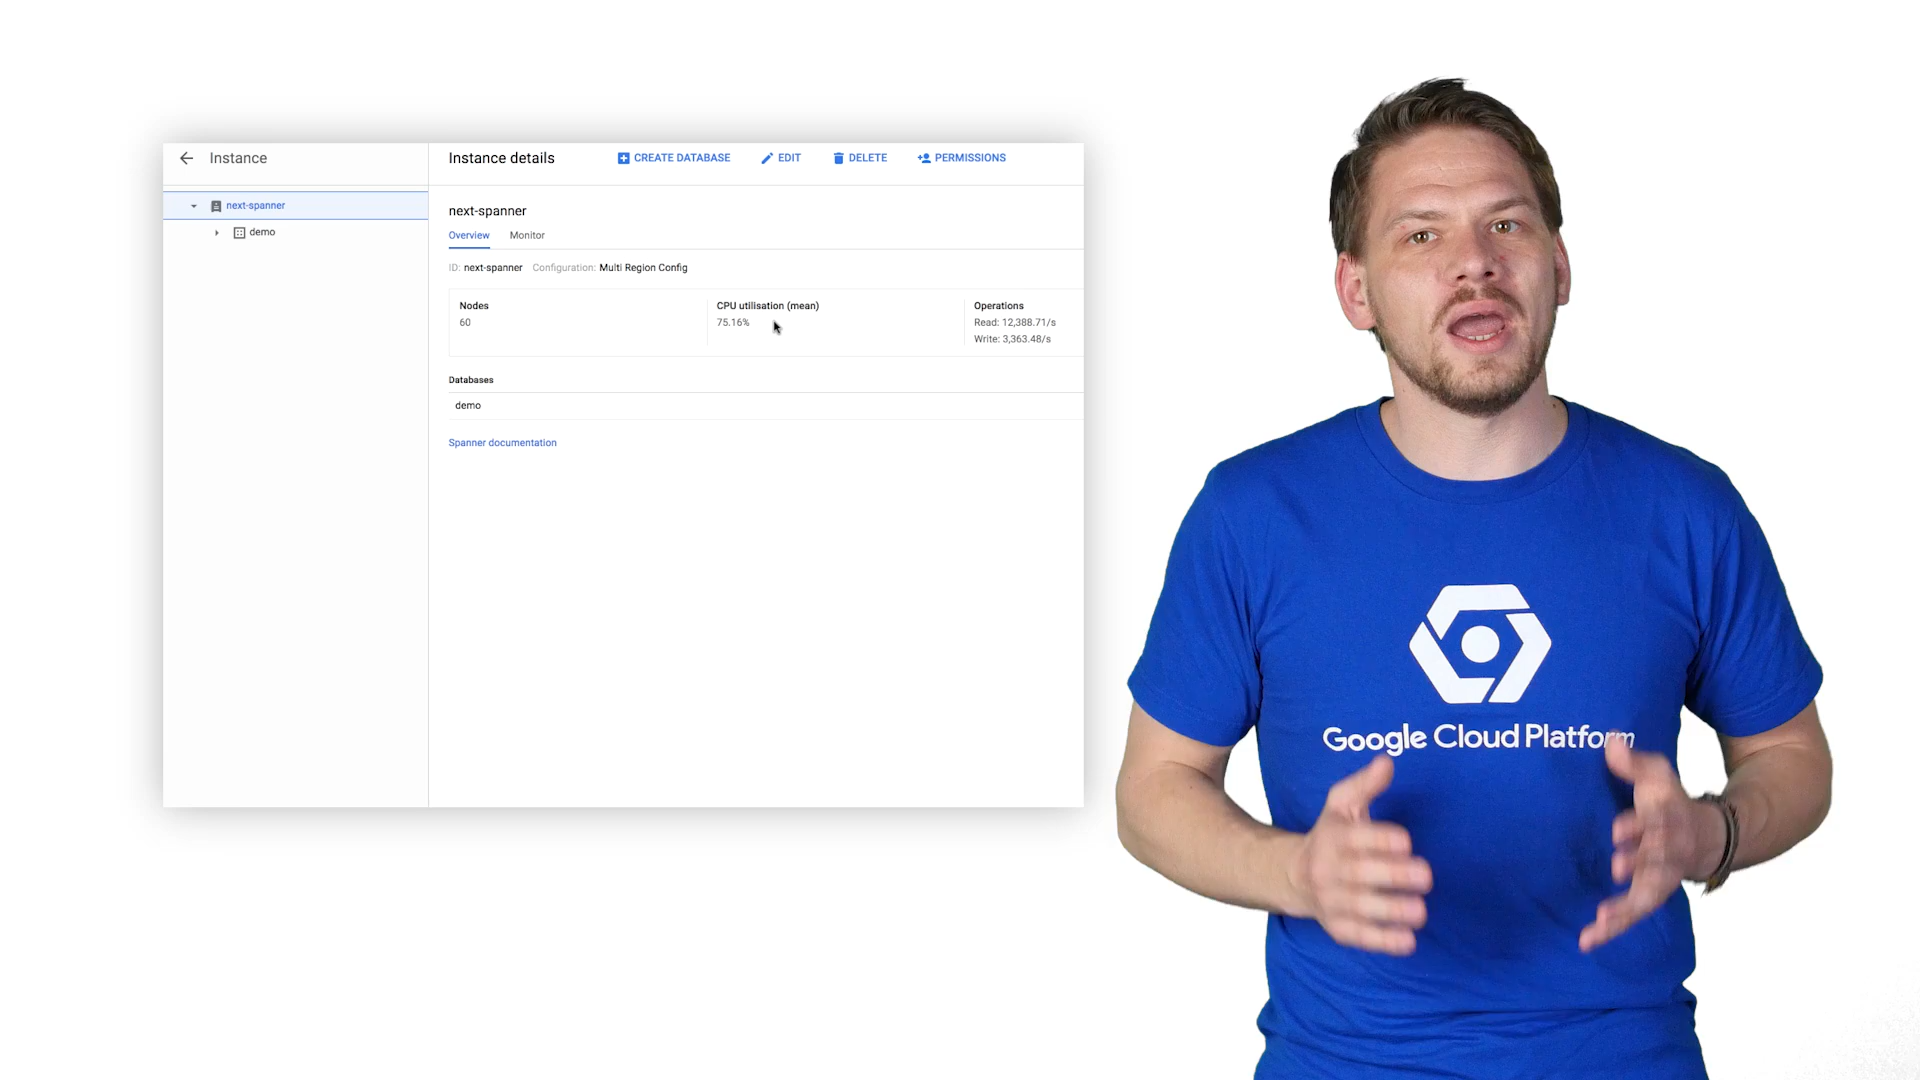 Instance
next-spanner
demo
Instance details
CREATE DATABASE
EDIT
DELETE
PERMISSIONS
next-spanner
Overview
Monitor
ID: next-spanner Configuration: Multi Region Config
Nodes
60
CPU utilisation (mean)
75.16%
Operations
Read: 12,388.71/s
Write: 3,363.48/s
Databases
demo
Spanner documentation
Google Cloud Platform